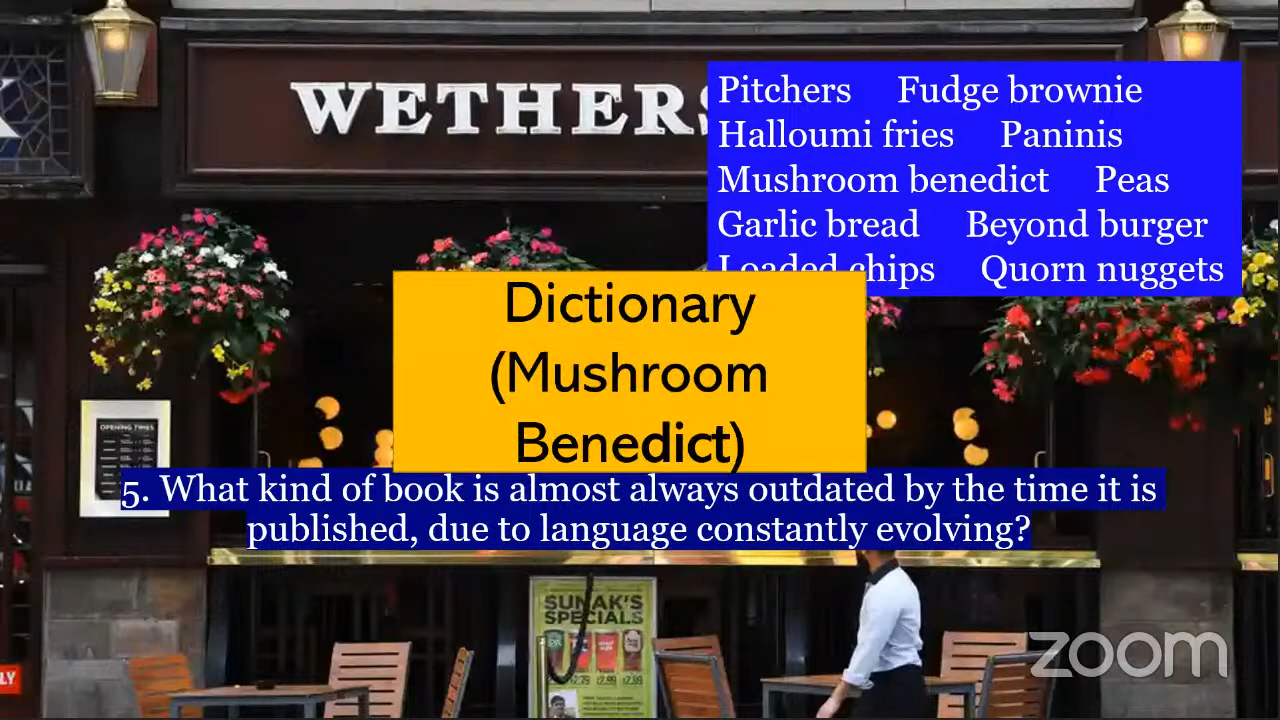 WETHERS
Pitchers Fudge brownie
Halloumi fries Paninis
Mushroom benedict Peas
Garlic bread Beyond burger
Loaded chips Quorn nuggets
Dictionary
(Mushroom
Benedict)
OPENING TIMES
5. What kind of book is almost always outdated by the time it is
published, due to language constantly evolving?
SUNAK'S
SPECIALS
£2.99
zoom